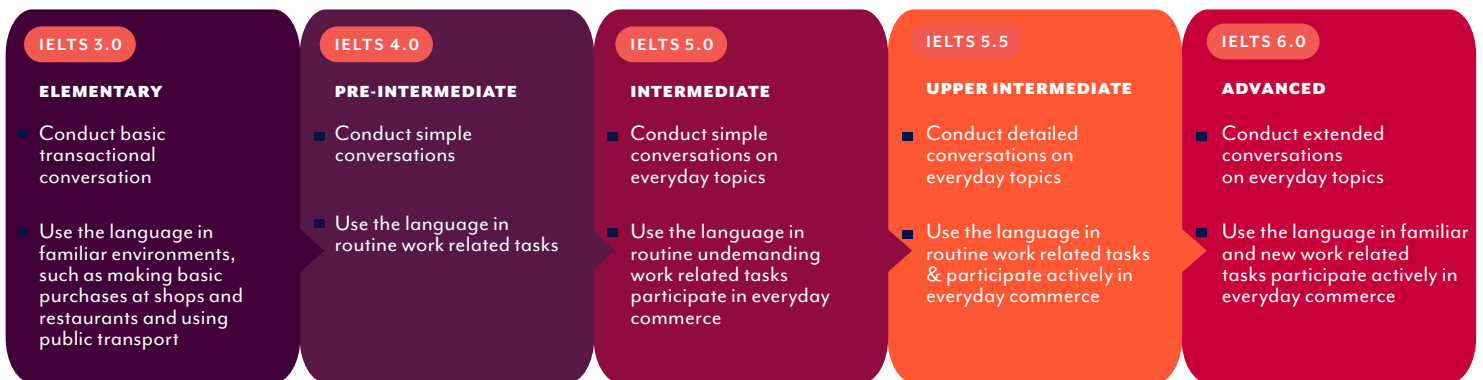 IELTS 3.0
ELEMENTARY
Conduct basic
transactional
conversation
Use the language in
familiar environments,
such as making basic
purchases at shops and
restaurants and using
public transport
IELTS 4.0
PRE-INTERMEDIATE
Conduct simple
conversations
Use the language in
routine work related tasks
IELTS 5.0
INTERMEDIATE
Conduct simple
conversations on
everyday topics
Use the language in
routine undemanding
work related tasks
participate in everyday
commerce
IELTS 5.5
UPPER INTERMEDIATE
Conduct detailed
conversations on
everyday topics
Use the language in
routine work related tasks
& participate actively in
everyday commerce
IELTS 6.0
ADVANCED
Conduct extended
conversations
on everyday topics
Use the language in familiar
and new work related
tasks participate actively in
everyday commerce